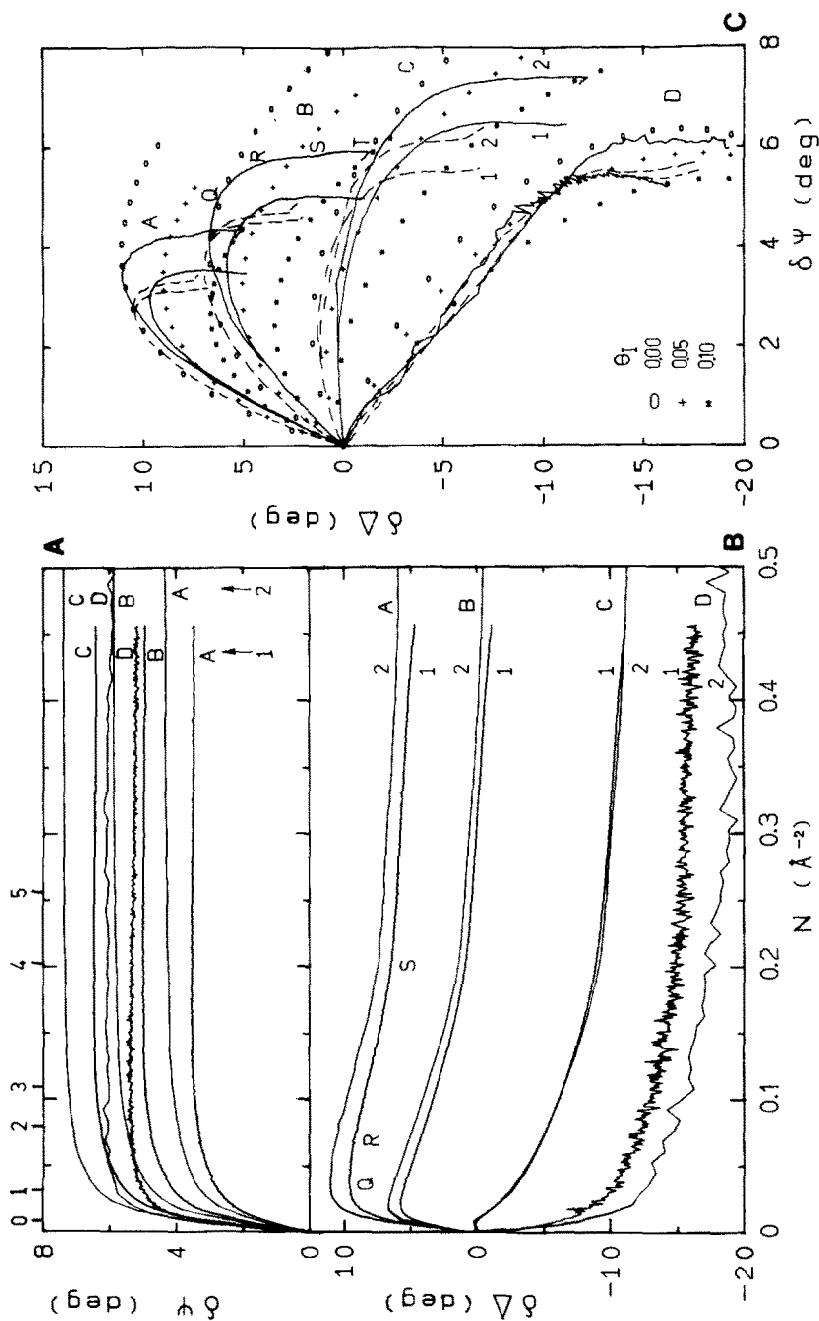 A
0 1 2 3 4 5
8
4
0
δΨ (deg)
C
D
B
A
2
C
D
B
A
1
B
10
0
-10
-20
δΔ (deg)
Q R S
2 A
1
2 B
1
1 C
2
1 D
2
0 0.1 0.2 0.3 0.4 0.5
N (Å⁻²)
C
15
10
5
0
-5
-10
-15
-20
δΔ (deg)
A
Q
R
B
S
T
C
2
1
2
1
D
θI
0.00
0.05
0.10
0 2 4 6 8
δΨ (deg)